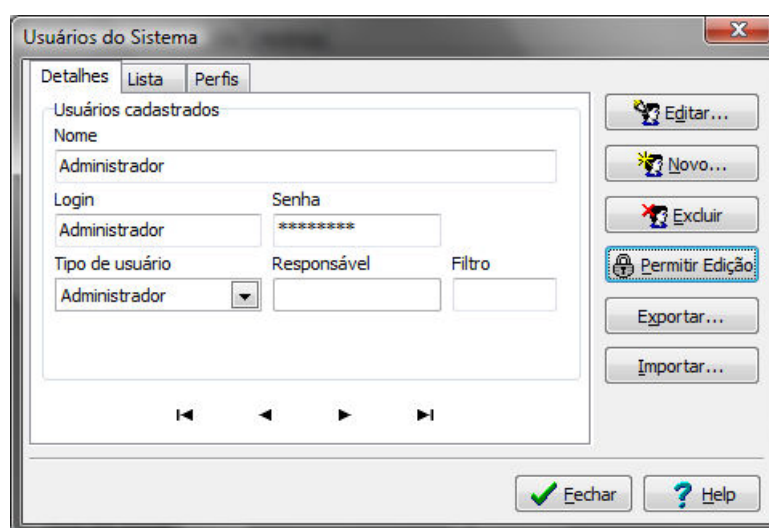 Usuários do Sistema
Detalhes Lista Perfis
Usuários cadastrados
Nome
Administrador
Login Senha
Administrador ********
Tipo de usuário Responsável Filtro
Administrador
Editar...
Novo...
Excluir
Permitir Edição
Exportar...
Importar...
Fechar Help